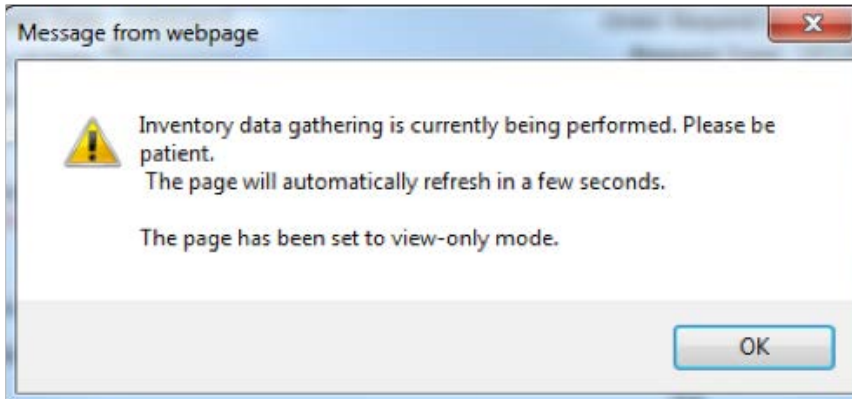 Message from webpage
Inventory data gathering is currently being performed. Please be
patient.
The page will automatically refresh in a few seconds.
The page has been set to view-only mode.
OK